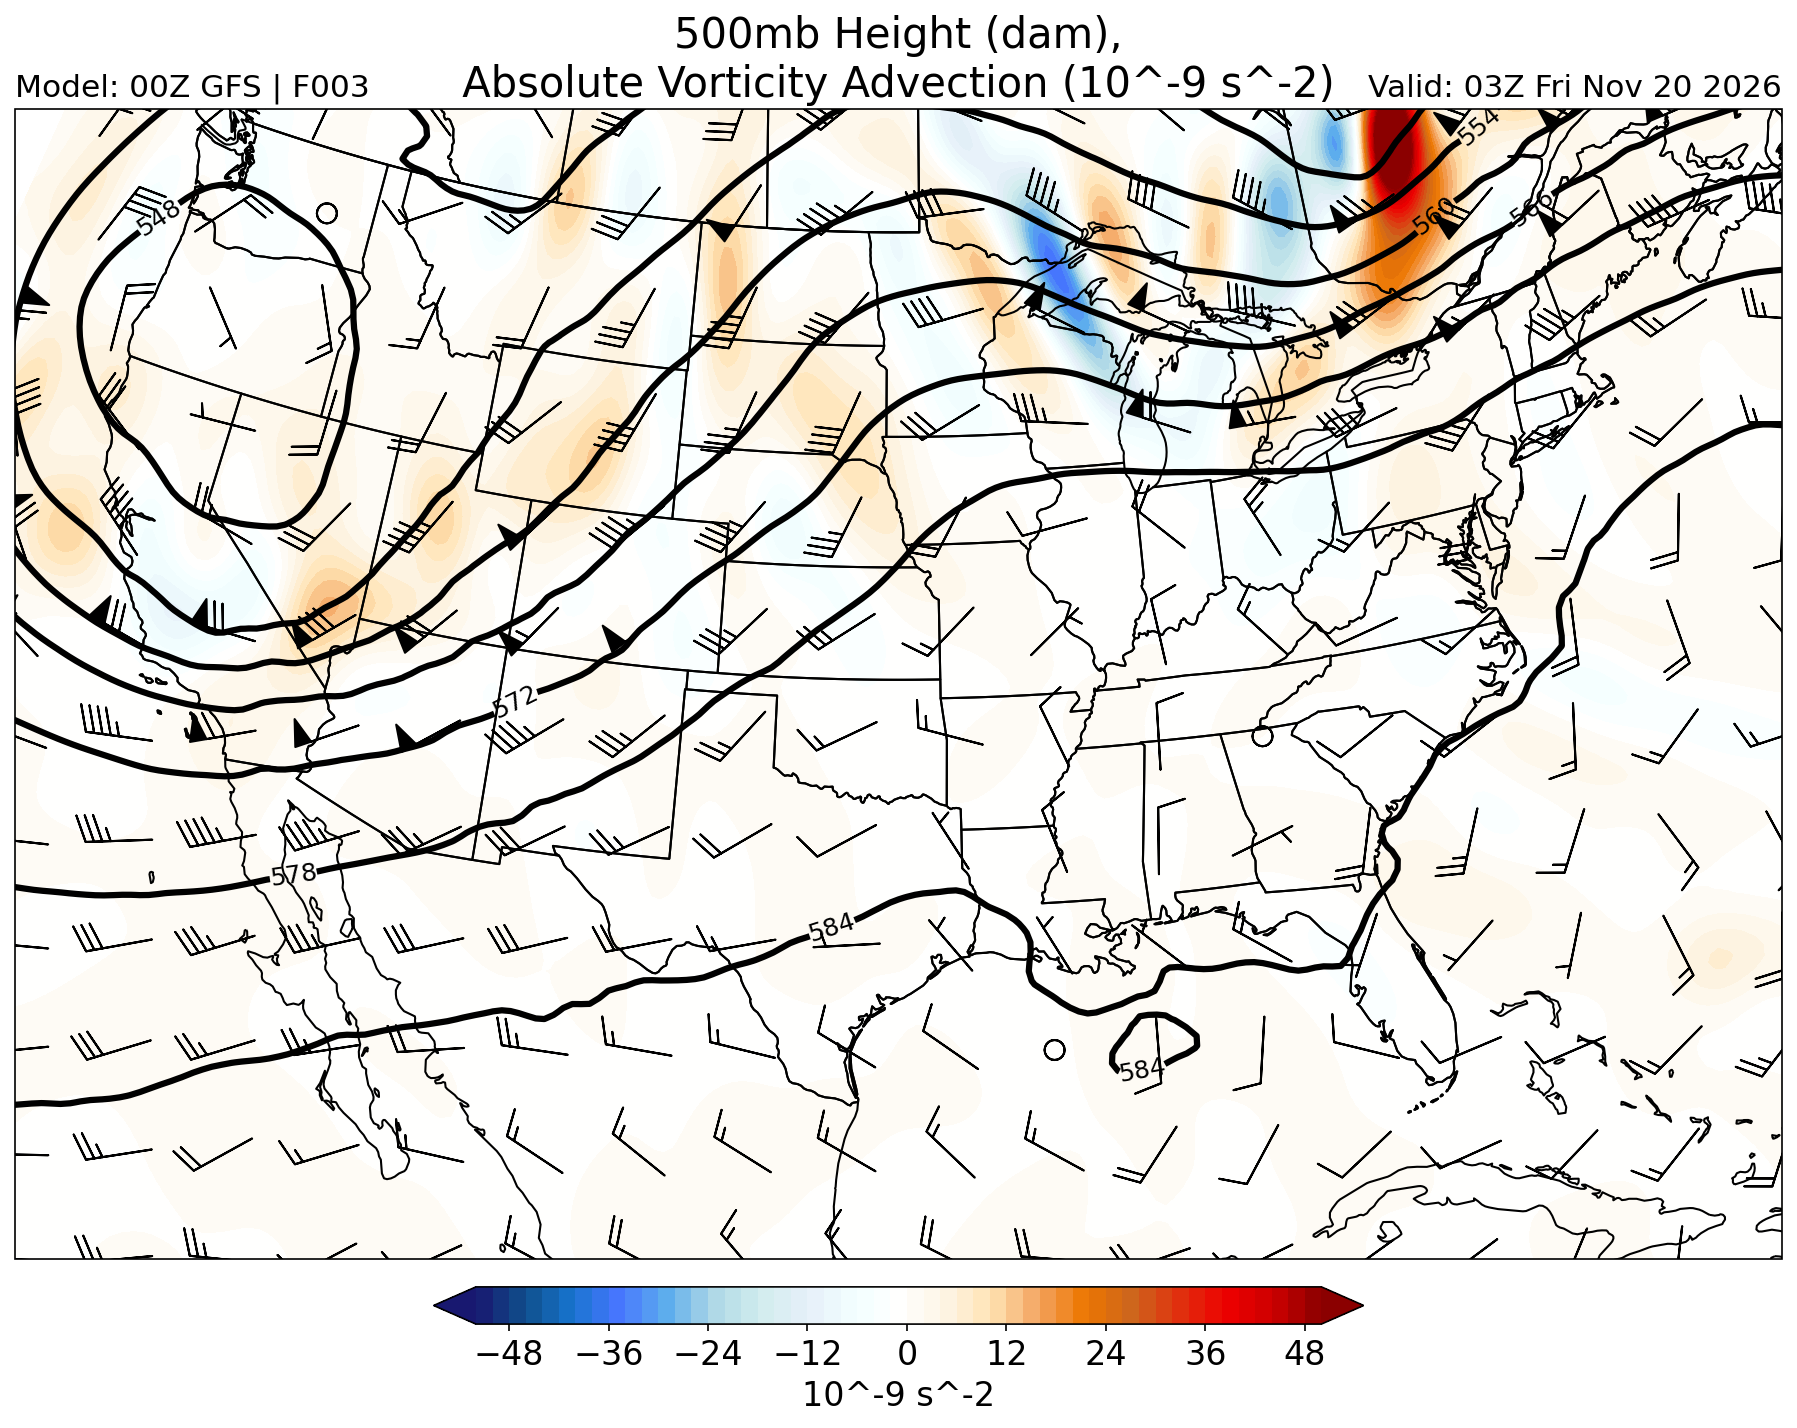 500mb Height (dam),
Model: 00Z GFS | F003
Absolute Vorticity Advection (10^-9 s^-2)
Valid: 03Z Fri Nov 20 2026
554
548
560
566
572
578
584
584
−48 −36 −24 −12 0 12 24 36 48
10^-9 s^-2